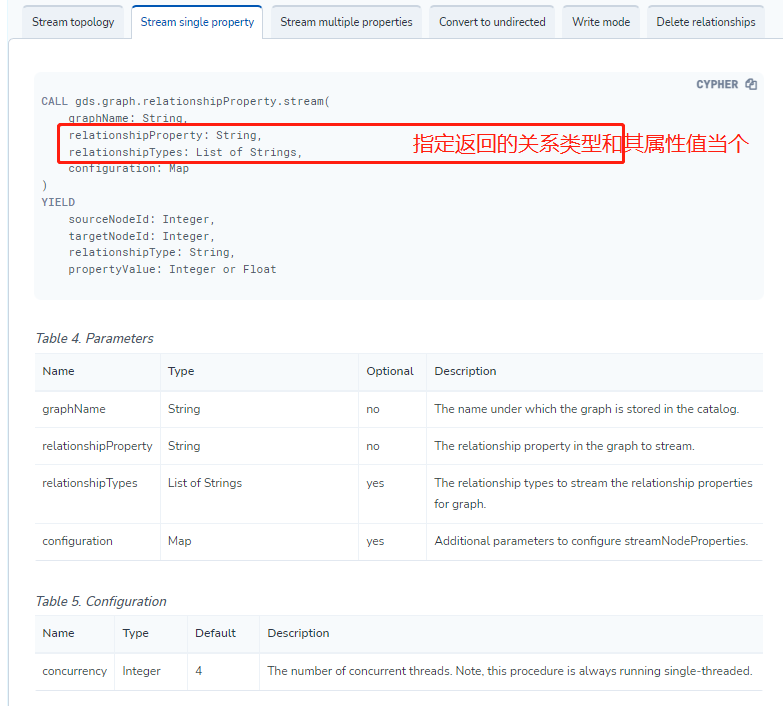 Stream topology
Stream single property
Stream multiple properties
Convert to undirected
Write mode
Delete relationships
CYPHER
CALL gds.graph.relationshipProperty.stream(
graphName: String,
relationshipProperty: String,
relationshipTypes: List of Strings,
指定返回的关系类型和其属性值当个
configuration: Map
)
YIELD
sourceNodeId: Integer,
targetNodeId: Integer,
relationshipType: String,
propertyValue: Integer or Float
Table 4. Parameters
Name Type Optional Description
graphName String no The name under which the graph is stored in the catalog.
relationshipProperty String no The relationship property in the graph to stream.
relationshipTypes List of Strings yes The relationship types to stream the relationship properties
for graph.
configuration Map yes Additional parameters to configure streamNodeProperties.
Table 5. Configuration
Name Type Default Description
concurrency Integer 4 The number of concurrent threads. Note, this procedure is always running single-threaded.